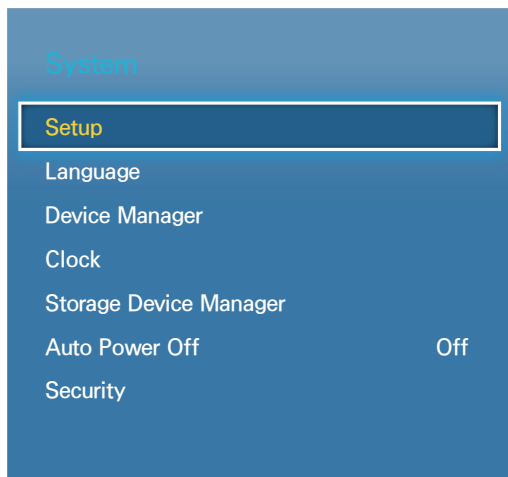 System
Setup
Language
Device Manager
Clock
Storage Device Manager
Auto Power Off Off
Security